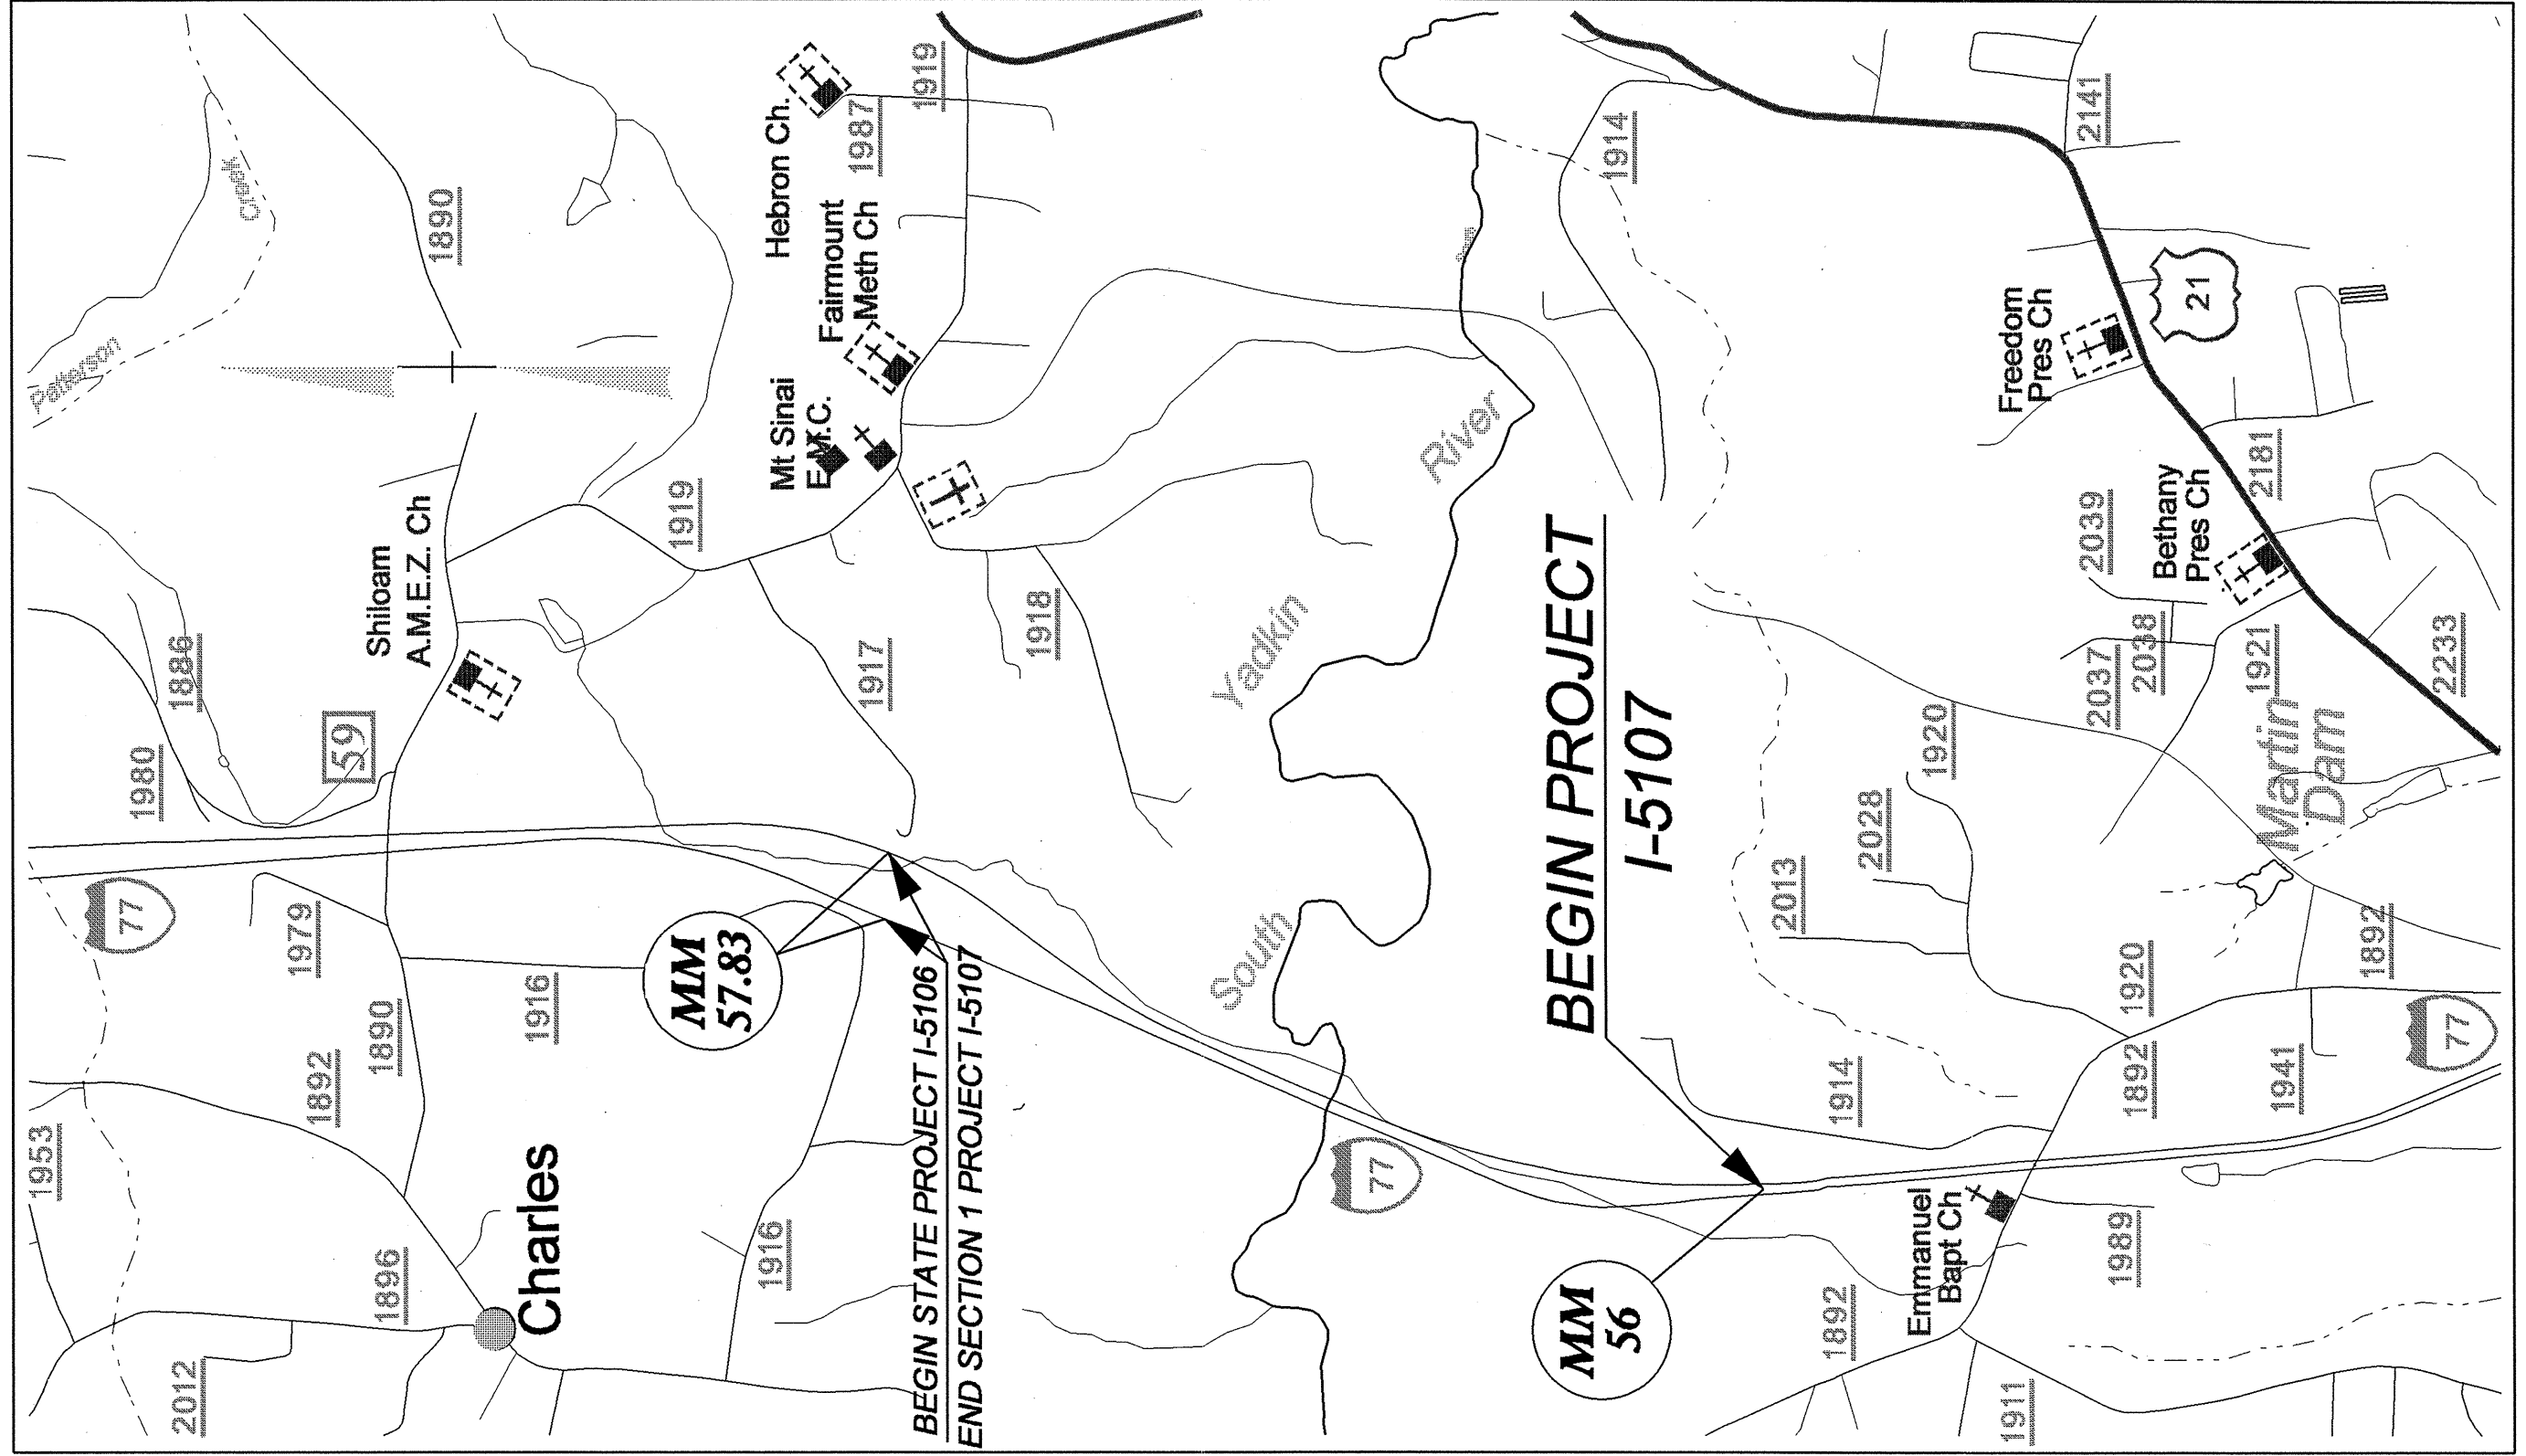 Patterson
Creek
1890
Hebron Ch.
1987
1919
Fairmount
Meth Ch
Mt Sinai
E.M.C.
1919
Shiloam
A.M.E.Z. Ch
1886
59
1980
1917
1918
77
1979
1892
1890
1916
1953
1896
2012
Charles
1916
MM
57.83
BEGIN STATE PROJECT I-5106
END SECTION 1 PROJECT I-5107
South
Yadkin
River
1914
2141
21
Freedom
Pres Ch
2181
Bethany
Pres Ch
2039
2038
2037
1921
2233
Martin
Dam
BEGIN PROJECT
I-5107
1920
2028
2013
1920
1892
1914
1892
1941
77
77
MM
56
Emmanuel
Bapt Ch
1989
1892
1911